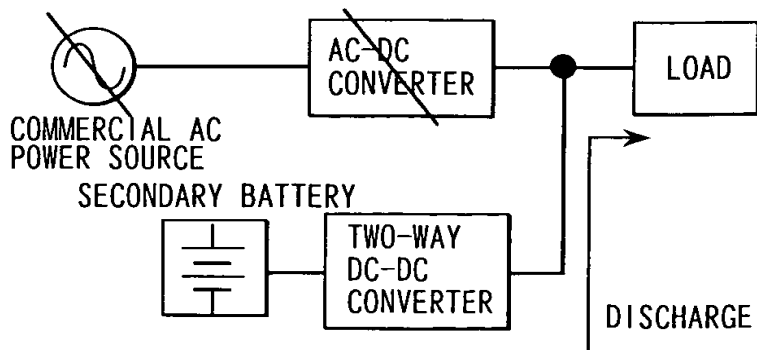 AC-DC
CONVERTER
LOAD
COMMERCIAL AC
POWER SOURCE
SECONDARY BATTERY
TWO-WAY
DC-DC
CONVERTER
DISCHARGE